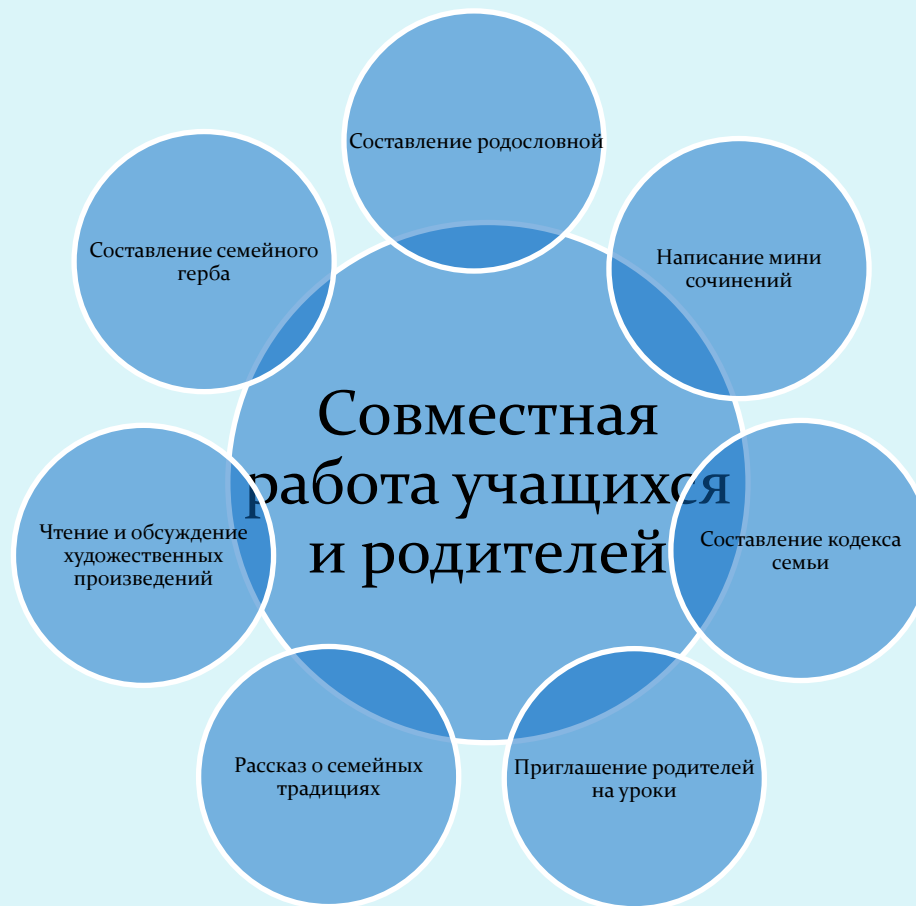 Составление родословной
Написание мини
сочинений
Составление кодекса
семьи
Приглашение родителей
на уроки
Рассказ о семейных
традициях
Чтение и обсуждение
художественных
произведений
Составление семейного
герба
Совместная
работа учащихся
и родителей